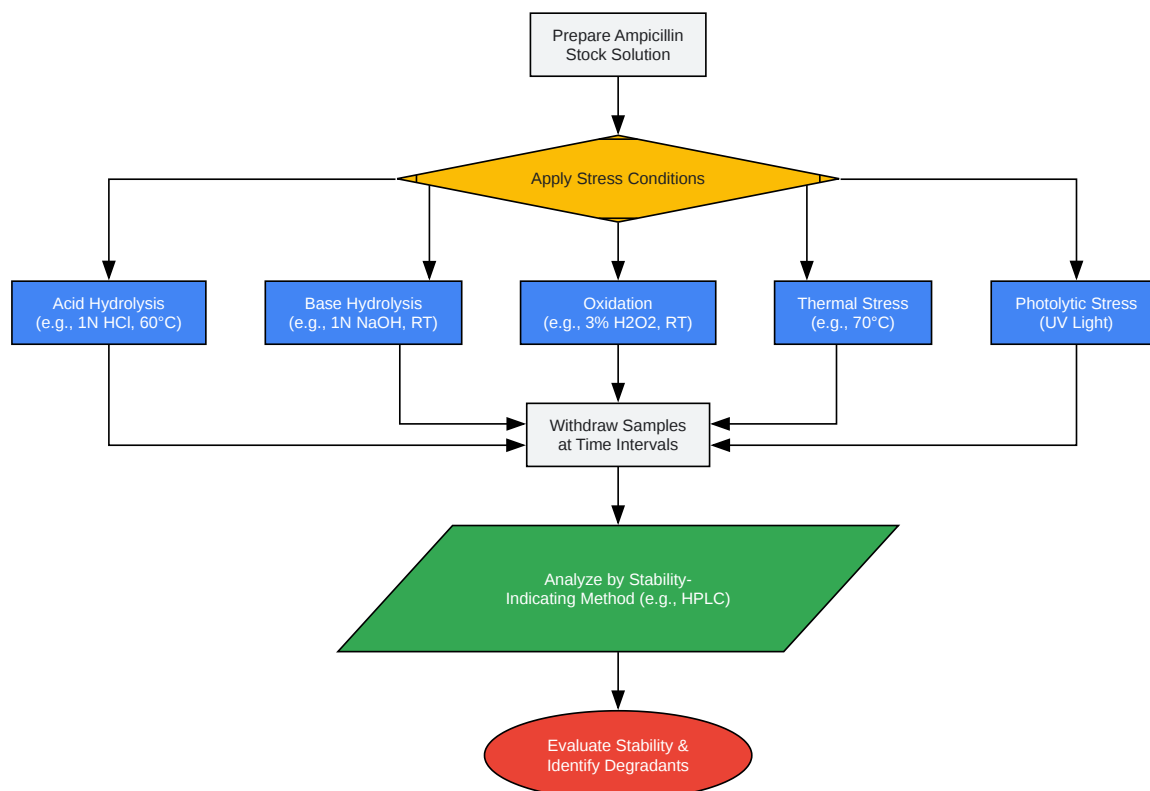 Prepare Ampicillin
Stock Solution
Apply Stress Conditions
Acid Hydrolysis
(e.g., 1N HCl, 60°C)
Base Hydrolysis
(e.g., 1N NaOH, RT)
Oxidation
(e.g., 3% H2O2, RT)
Thermal Stress
(e.g., 70°C)
Photolytic Stress
(UV Light)
Withdraw Samples
at Time Intervals
Analyze by Stability-
Indicating Method (e.g., HPLC)
Evaluate Stability &
Identify Degradants